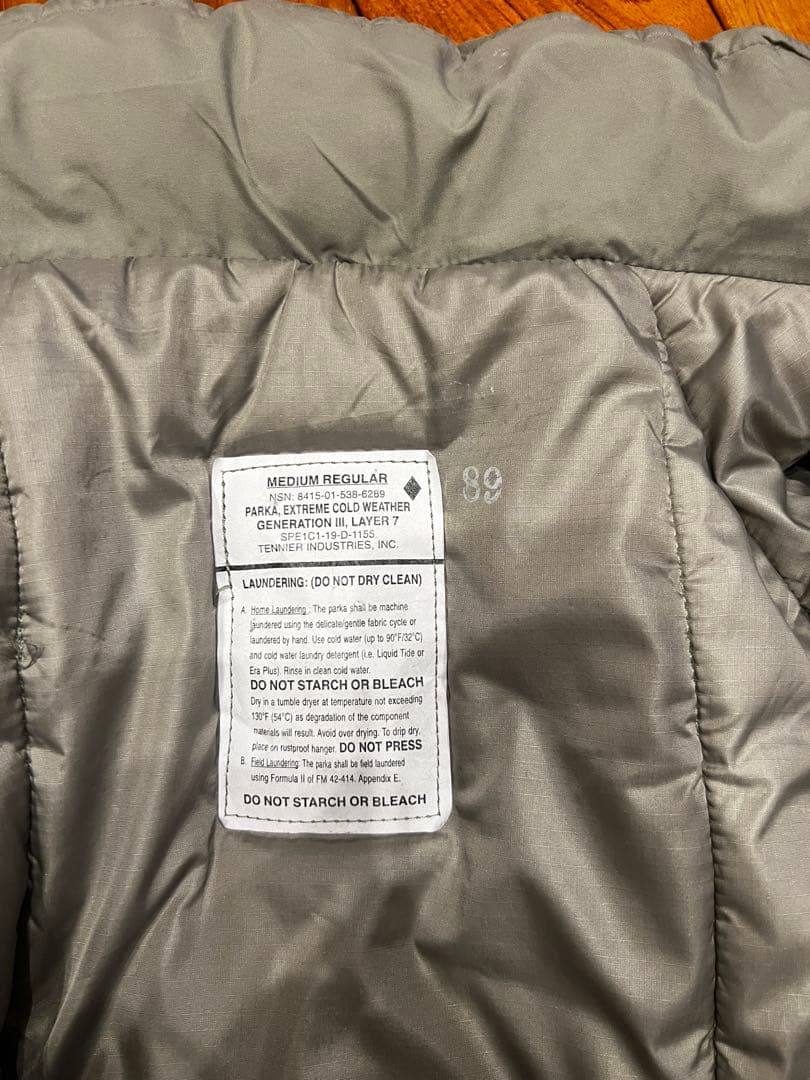 MEDIUM REGULAR
NSN: 8415-01-538-6289
PARKA, EXTREME COLD WEATHER
GENERATION III, LAYER 7
SPE1C1-19-D-1155
TENNIER INDUSTRIES, INC.
89
LAUNDERING: (DO NOT DRY CLEAN)
A. Home Laundering : The parka shall be machine
laundered using the delicate/gentle fabric cycle or
laundered by hand. Use cold water (up to 90°F/32°C)
and cold water laundry detergent (i.e. Liquid Tide or
Era Plus). Rinse in clean cold water.
DO NOT STARCH OR BLEACH
Dry in a tumble dryer at temperature not exceeding
130°F (54°C) as degradation of the component
materials will result. Avoid over drying. To drip dry,
place on rustproof hanger. DO NOT PRESS
B. Field Laundering: The parka shall be field laundered
using Formula II of FM 42-414. Appendix E.
DO NOT STARCH OR BLEACH